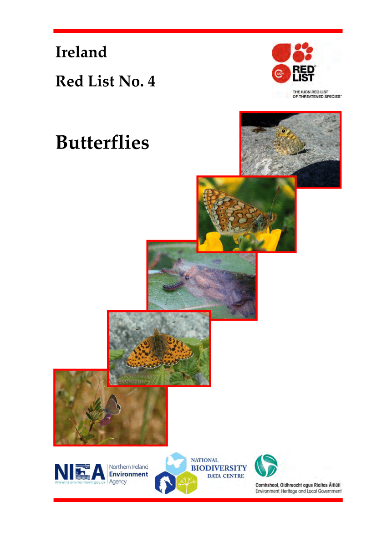 Ireland
Red List No. 4
RED
LIST
THE IUCN RED LIST
OF THREATENED SPECIES
Butterflies
NIEA
Northern Ireland
Environment
Agency
NATIONAL
BIODIVERSITY
DATA CENTRE
Comhshaol, Oidhreacht agus Rialtas Áitiúil
Environment, Heritage and Local Government